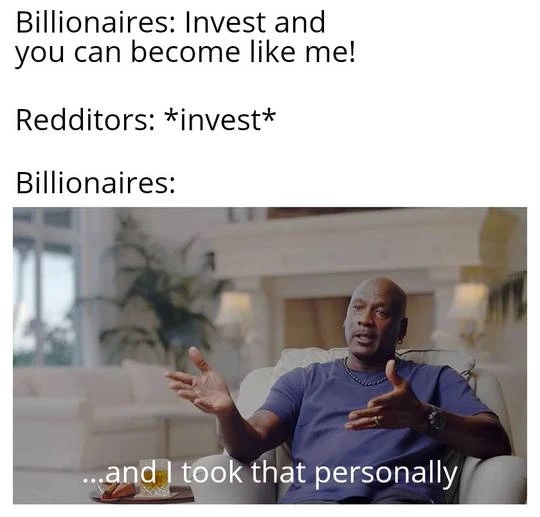 Billionaires: Invest and
you can become like me!
Redditors: *invest*
Billionaires:
...and I took that personally